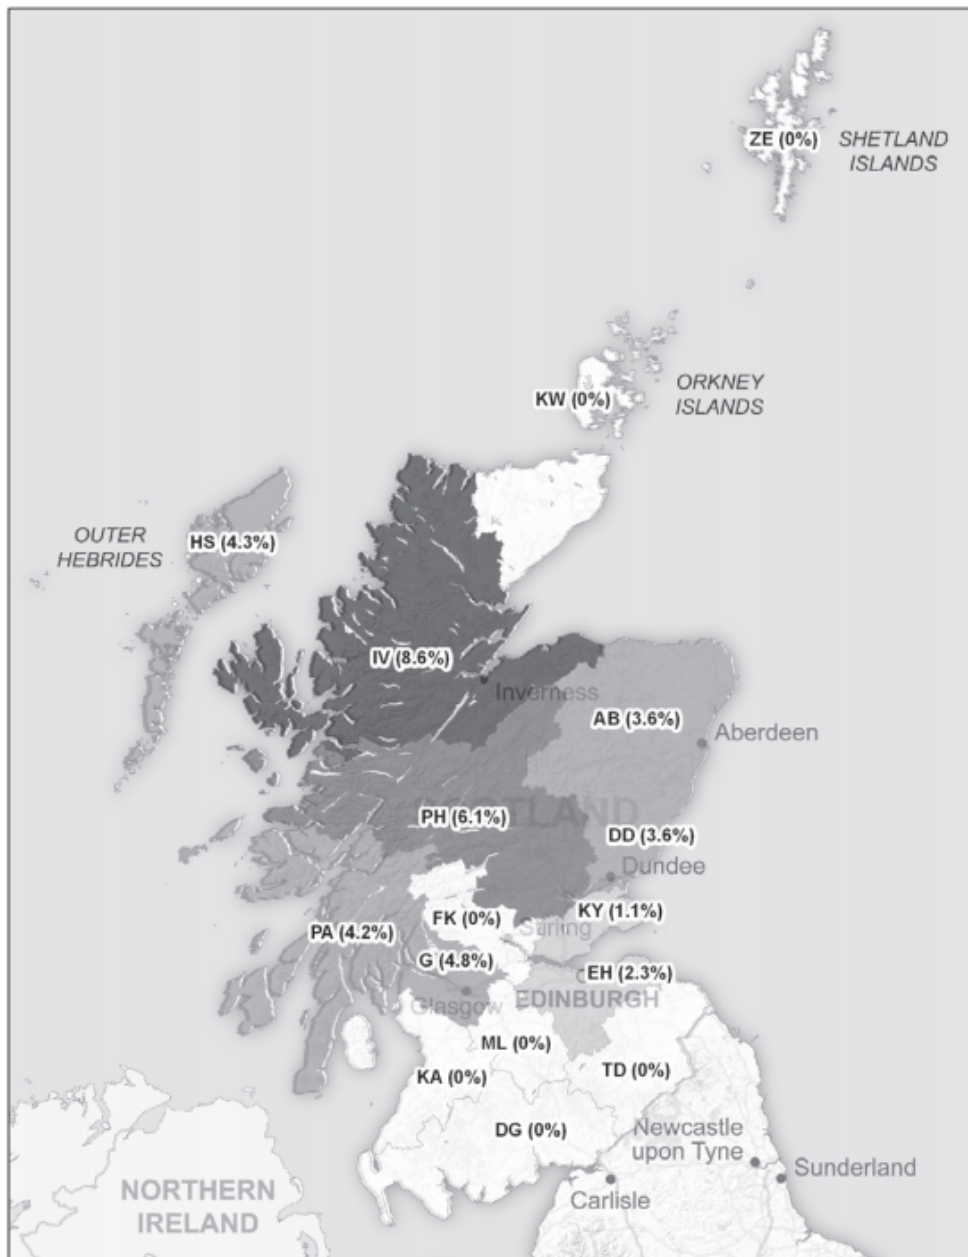 ZE (0%)
SHETLAND
ISLANDS
KW (0%)
ORKNEY
ISLANDS
OUTER
HEBRIDES
HS (4.3%)
IV (8.6%)
Inverness
AB (3.6%)
Aberdeen
PH (6.1%)
DD (3.6%)
Dundee
KY (1.1%)
FK (0%)
Stirling
PA (4.2%)
G (4.8%)
EH (2.3%)
Glasgow
EDINBURGH
ML (0%)
KA (0%)
TD (0%)
DG (0%)
Newcastle
upon Tyne
Sunderland
Carlisle
NORTHERN
IRELAND